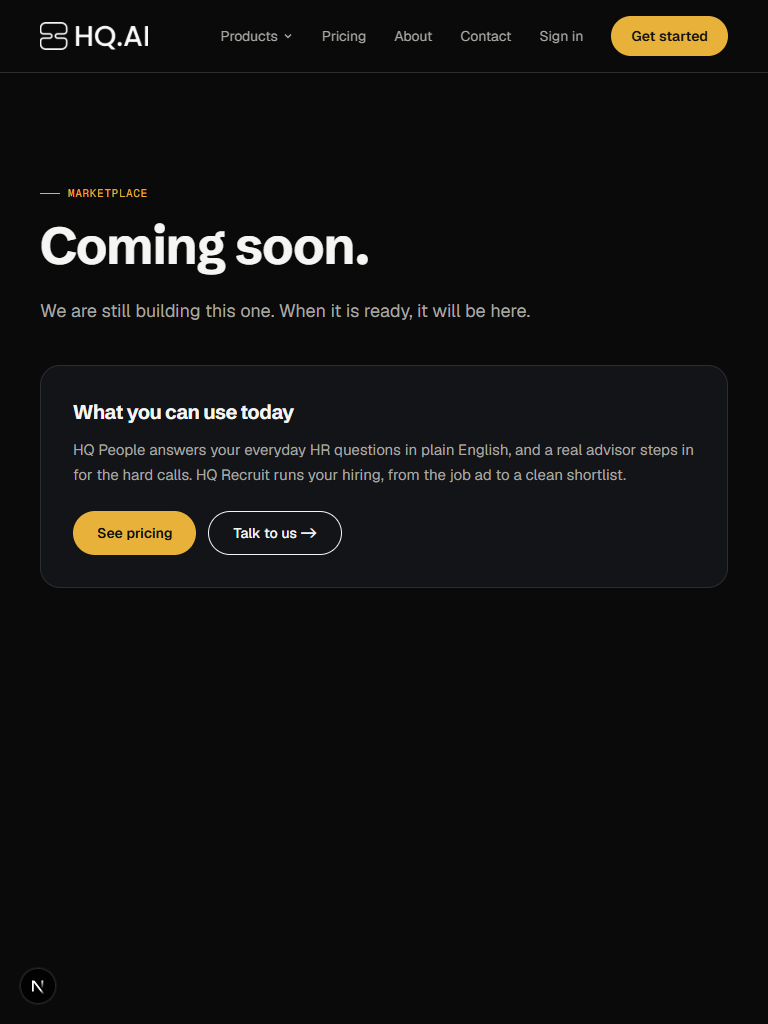 HQ.AI
Products
Pricing
About
Contact
Sign in
Get started
MARKETPLACE
Coming soon.
We are still building this one. When it is ready, it will be here.
What you can use today
HQ People answers your everyday HR questions in plain English, and a real advisor steps in
for the hard calls. HQ Recruit runs your hiring, from the job ad to a clean shortlist.
See pricing
Talk to us →
N